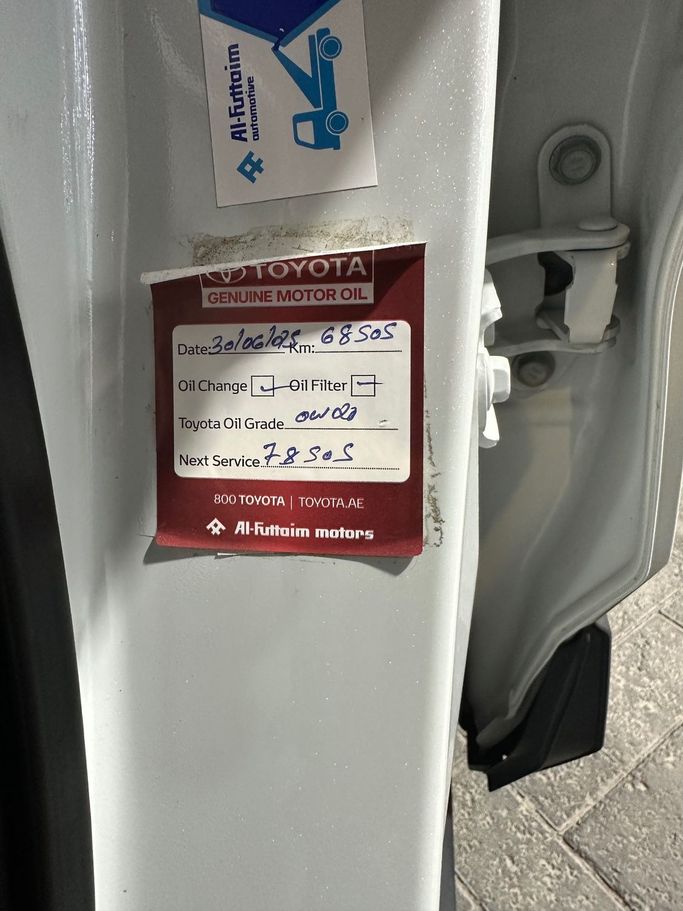 Al-Futtaim
automotive
TOYOTA
GENUINE MOTOR OIL
Date: 30/06/25 Km: 68505
Oil Change ✓ Oil Filter –
Toyota Oil Grade 0W20
Next Service 78505
800 TOYOTA | TOYOTA.AE
Al-Futtaim motors